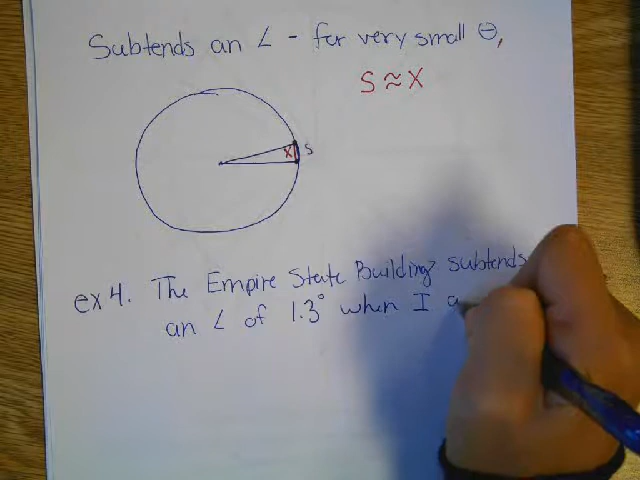 Subtends an ∠ - for very small θ,
S ≈ X
X S
ex 4. The Empire State Building subtends
an ∠ of 1.3° when I a